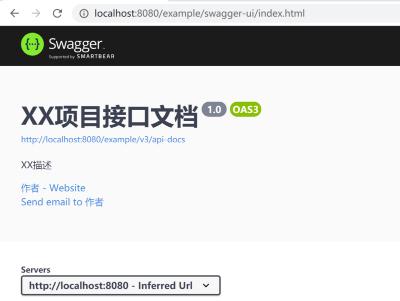 localhost:8080/example/swagger-ui/index.html
Swagger.
Supported by SMARTBEAR
XX项目接口文档 1.0 OAS3
http://localhost:8080/example/v3/api-docs
XX描述
作者 - Website
Send email to 作者
Servers
http://localhost:8080 - Inferred Url